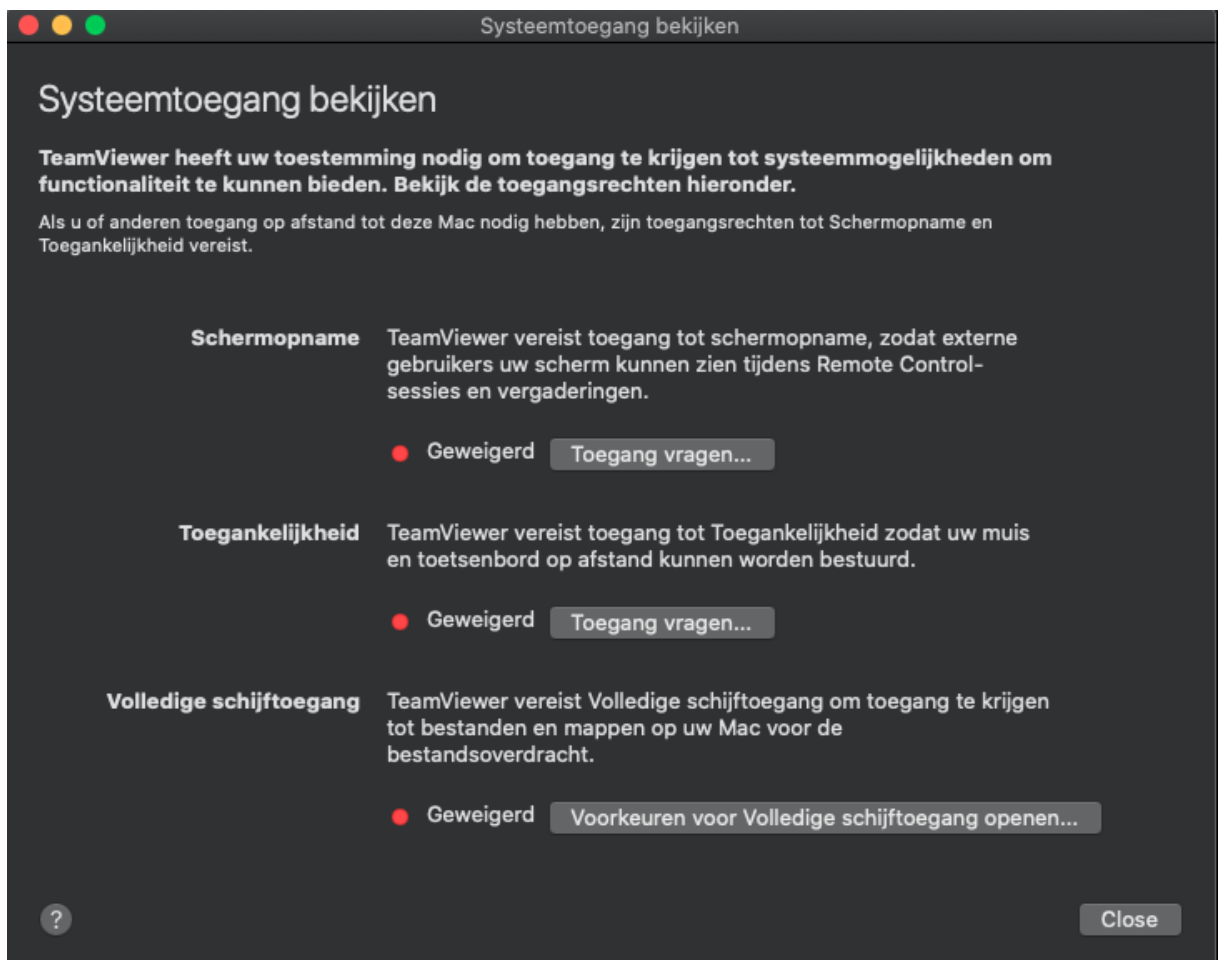 Systeemtoegang bekijken
Systeemtoegang bekijken
TeamViewer heeft uw toestemming nodig om toegang te krijgen tot systeemmogelijkheden om
functionaliteit te kunnen bieden. Bekijk de toegangsrechten hieronder.
Als u of anderen toegang op afstand tot deze Mac nodig hebben, zijn toegangsrechten tot Schermopname en
Toegankelijkheid vereist.
Schermopname TeamViewer vereist toegang tot schermopname, zodat externe
gebruikers uw scherm kunnen zien tijdens Remote Control-
sessies en vergaderingen.
Geweigerd Toegang vragen...
Toegankelijkheid TeamViewer vereist toegang tot Toegankelijkheid zodat uw muis
en toetsenbord op afstand kunnen worden bestuurd.
Geweigerd Toegang vragen...
Volledige schijftoegang TeamViewer vereist Volledige schijftoegang om toegang te krijgen
tot bestanden en mappen op uw Mac voor de
bestandsoverdracht.
Geweigerd Voorkeuren voor Volledige schijftoegang openen...
? Close